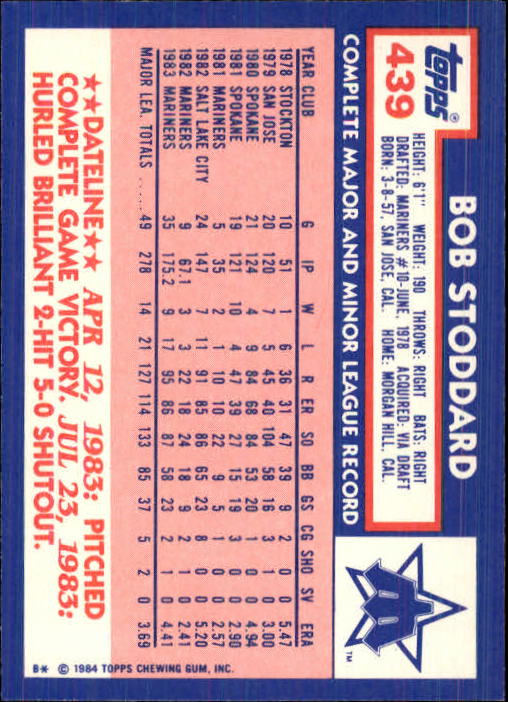 topps®
439
BOB STODDARD
HEIGHT: 6'1" WEIGHT: 190 THROWS: RIGHT BATS: RIGHT
DRAFTED: MARINERS #10-JUNE, 1978 ACQUIRED: VIA DRAFT
BORN: 3-8-57, SAN JOSE, CAL. HOME: MORGAN HILL, CAL.
COMPLETE MAJOR AND MINOR LEAGUE RECORD
YEAR CLUB G IP W L R ER SO BB GS CG SHO SV ERA
1978 STOCKTON 10 51 1 6 36 31 47 39 9 2 0 0 5.47
1979 SAN JOSE 20 120 7 5 45 40 104 58 16 3 1 0 3.00
1980 SPOKANE 21 124 4 9 84 68 84 53 20 3 0 0 4.94
1981 SPOKANE 19 121 10 4 47 39 27 15 19 3 0 0 2.90
1981 MARINERS 5 35 2 1 10 10 22 9 5 1 0 0 2.57
1982 SALT LAKE CITY 24 147 7 11 91 85 86 65 23 8 0 0 5.20
1982 MARINERS 9 67.1 3 3 22 18 24 18 9 2 1 0 2.41
1983 MARINERS 35 175.2 9 17 95 86 87 58 23 2 1 0 4.41
MAJOR LEA. TOTALS ..... 49 278 14 21 127 114 133 85 37 5 2 0 3.69
★★DATELINE★★ APR 12, 1983: PITCHED
COMPLETE GAME VICTORY. JUL 23, 1983:
HURLED BRILLIANT 2-HIT 5-0 SHUTOUT.
TM
B* © 1984 TOPPS CHEWING GUM, INC.